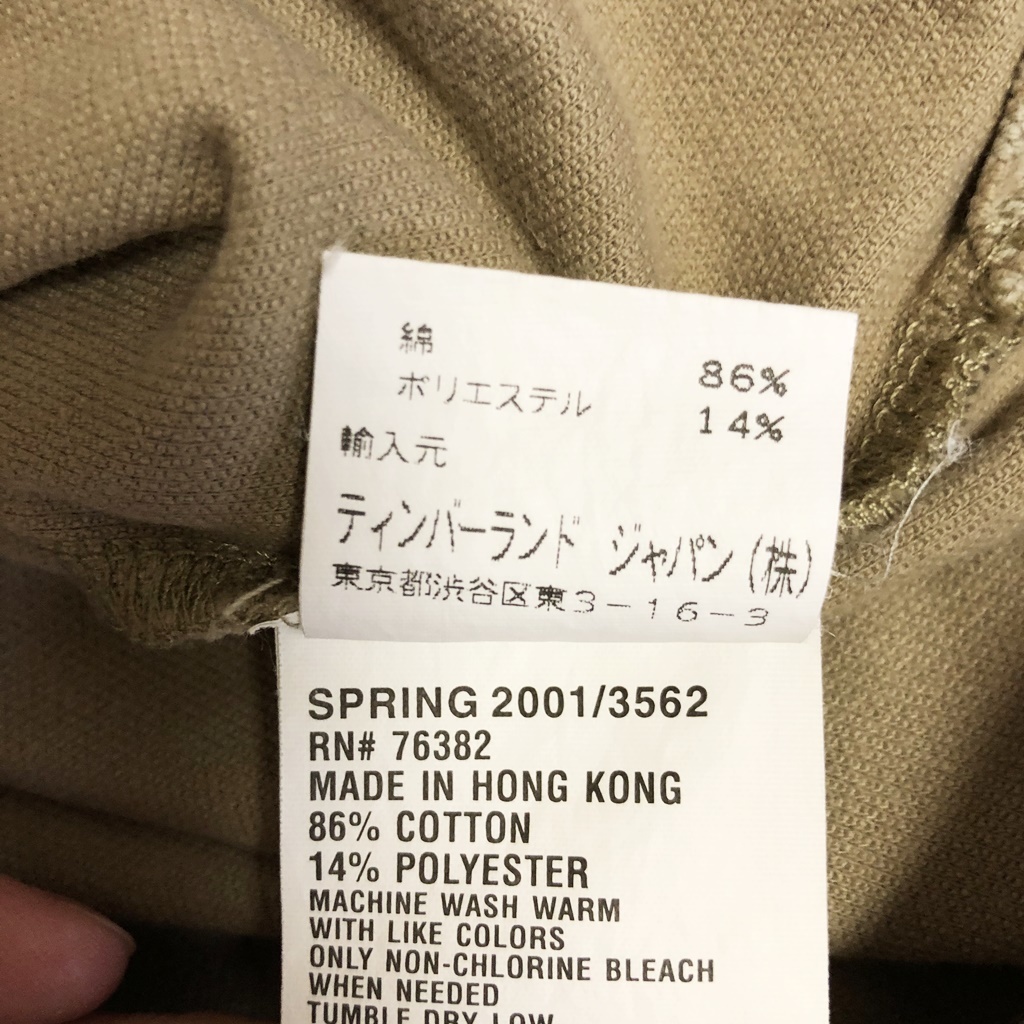 綿 86%
ポリエステル 14%
輸入元
ティンバーランド ジャパン(株)
東京都渋谷区東3-16-3
SPRING 2001/3562
RN# 76382
MADE IN HONG KONG
86% COTTON
14% POLYESTER
MACHINE WASH WARM
WITH LIKE COLORS
ONLY NON-CHLORINE BLEACH
WHEN NEEDED
TUMBLE DRY LOW